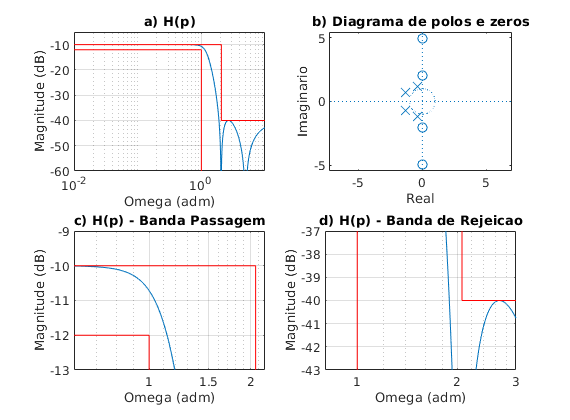 a) H(p)
Magnitude (dB)
-10
-20
-30
-40
-50
-60
10^-2
10^0
Omega (adm)
b) Diagrama de polos e zeros
Imaginario
5
0
-5
-5
0
5
Real
c) H(p) - Banda Passagem
Magnitude (dB)
-9
-10
-11
-12
-13
1
1.5
2
Omega (adm)
d) H(p) - Banda de Rejeicao
Magnitude (dB)
-37
-38
-39
-40
-41
-42
-43
1
2
3
Omega (adm)